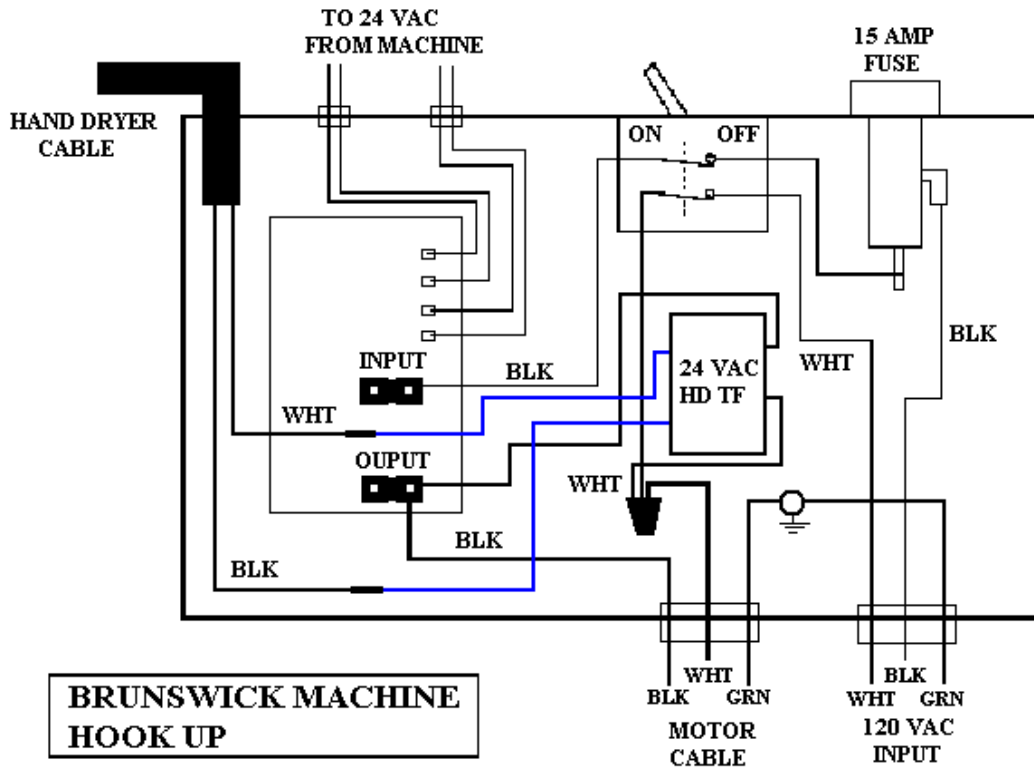 TO 24 VAC
FROM MACHINE
15 AMP
FUSE
HAND DRYER
CABLE
ON
OFF
INPUT
BLK
WHT
24 VAC
HD TF
WHT
BLK
OUPUT
WHT
BLK
BLK
BLK
WHT
GRN
WHT
BLK
GRN
MOTOR
CABLE
120 VAC
INPUT
BRUNSWICK MACHINE
HOOK UP